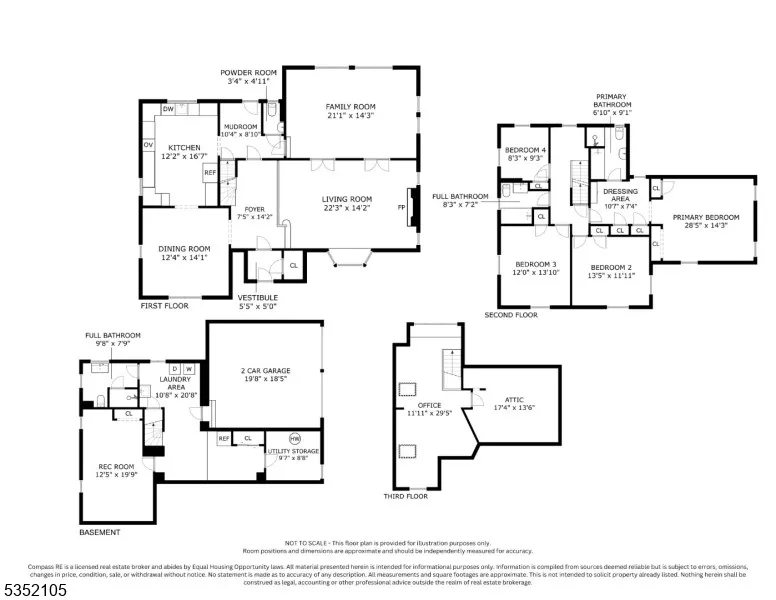 POWDER ROOM
3'4" x 4'11"
FAMILY ROOM
21'1" x 14'3"
DW
MUDROOM
10'4" x 8'10"
KITCHEN
12'2" x 16'7"
OV
REF
LIVING ROOM
22'3" x 14'2"
FP
FOYER
7'5" x 14'2"
DINING ROOM
12'4" x 14'1"
CL
VESTIBULE
5'5" x 5'0"
FIRST FLOOR
PRIMARY
BATHROOM
6'10" x 9'1"
BEDROOM 4
8'3" x 9'3"
FULL BATHROOM
8'3" x 7'2"
CL
CL
DRESSING
AREA
10'7" x 7'4"
CL
PRIMARY BEDROOM
28'5" x 14'3"
CL
CL
CL
CL
BEDROOM 3
12'0" x 13'10"
BEDROOM 2
13'5" x 11'11"
SECOND FLOOR
FULL BATHROOM
9'8" x 7'9"
D
W
LAUNDRY
AREA
10'8" x 20'8"
2 CAR GARAGE
19'8" x 18'5"
CL
REF
CL
HW
UTILITY STORAGE
9'7" x 8'8"
REC ROOM
12'5" x 19'9"
BASEMENT
OFFICE
11'11" x 29'5"
ATTIC
17'4" x 13'6"
THIRD FLOOR
NOT TO SCALE - This floor plan is provided for illustration purposes only.
Room positions and dimensions are approximate and should be independently measured for accuracy.
Compass RE is a licensed real estate broker and abides by Equal Housing Opportunity laws. All material presented herein is intended for informational purposes only. Information is compiled from sources deemed reliable but is subject to errors, omissions,
changes in price, condition, sale, or withdrawal without notice. No statement is made as to accuracy of any description. All measurements and square footages are approximate. This is not intended to solicit property already listed. Nothing herein shall be
construed as legal, accounting or other professional advice outside the realm of real estate brokerage.
5352105